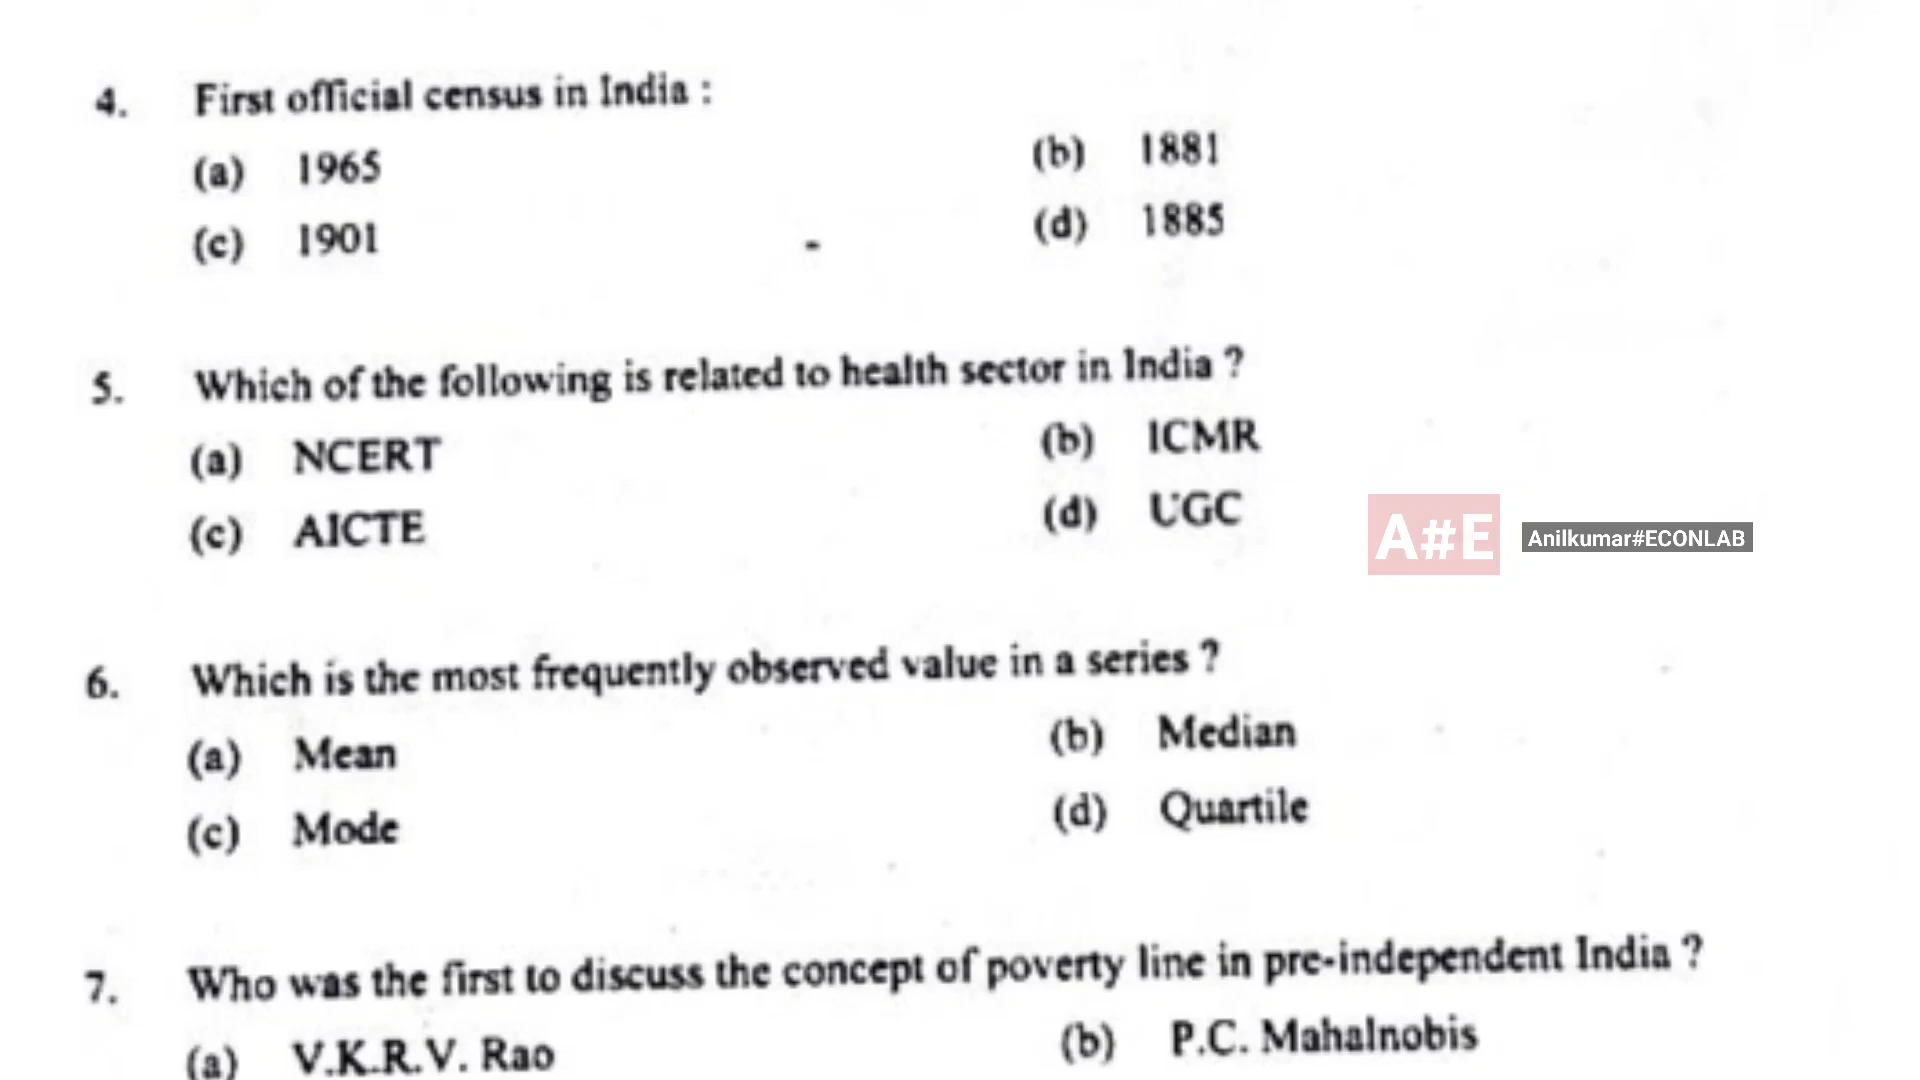 4. First official census in India :
(a) 1965 (b) 1881
(c) 1901 (d) 1885
5. Which of the following is related to health sector in India ?
(a) NCERT (b) ICMR
(c) AICTE (d) UGC
A#E Anilkumar#ECONLAB
6. Which is the most frequently observed value in a series ?
(a) Mean (b) Median
(c) Mode (d) Quartile
7. Who was the first to discuss the concept of poverty line in pre-independent India ?
(a) V.K.R.V. Rao (b) P.C. Mahalnobis